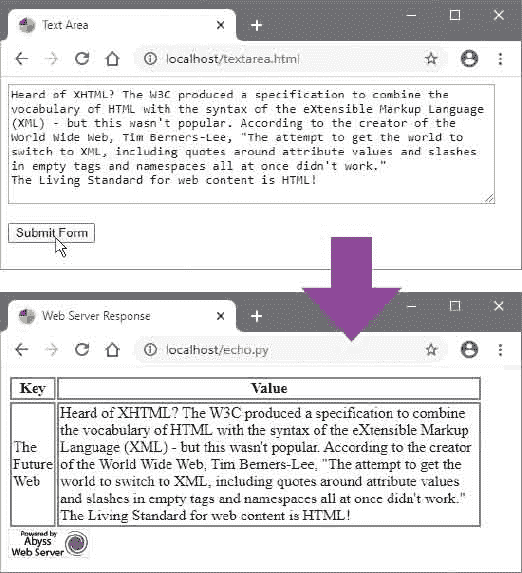 Text Area
localhost/textarea.html
Heard of XHTML? The W3C produced a specification to combine the
vocabulary of HTML with the syntax of the eXtensible Markup Language
(XML) - but this wasn't popular. According to the creator of the
World Wide Web, Tim Berners-Lee, "The attempt to get the world to
switch to XML, including quotes around attribute values and slashes
in empty tags and namespaces all at once didn't work."
The Living Standard for web content is HTML!
Submit Form
Web Server Response
localhost/echo.py
Key Value
The Future Web
Heard of XHTML? The W3C produced a specification to combine
the vocabulary of HTML with the syntax of the eXtensible Markup
Language (XML) - but this wasn't popular. According to the creator
of the World Wide Web, Tim Berners-Lee, "The attempt to get the
world to switch to XML, including quotes around attribute values
and slashes in empty tags and namespaces all at once didn't work."
The Living Standard for web content is HTML!
Powered by
Abyss
Web Server